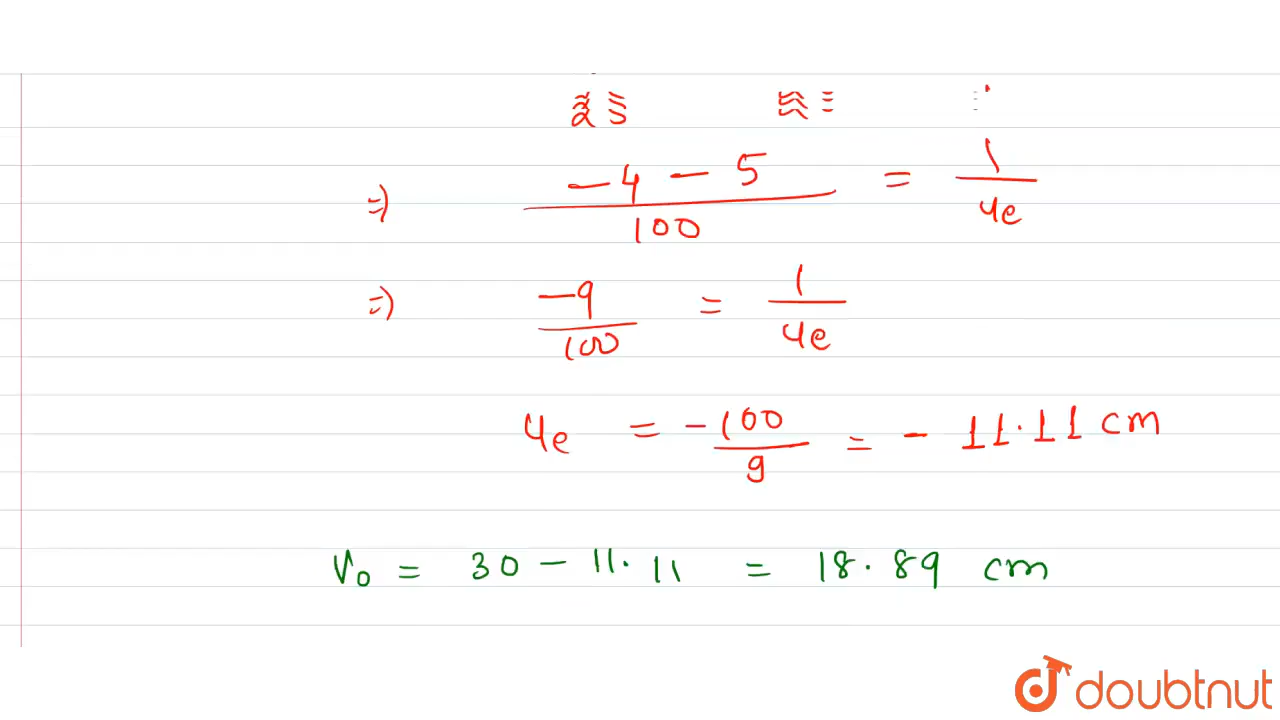 =) -4 - 5 / 100 = 1 / ue
=) -9 / 100 = 1 / ue
ue = -100 / 9 = - 11.11 cm
V₀ = 30 - 11.11 = 18.89 cm
doubtnut